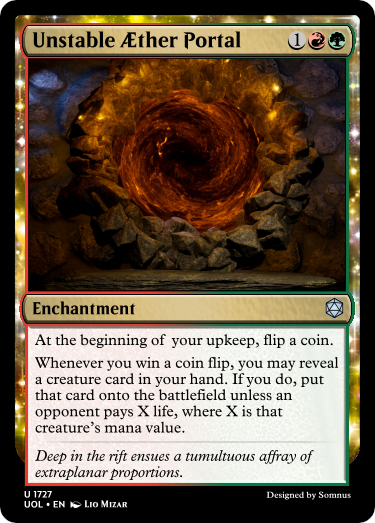 Unstable Æther Portal 1
Enchantment
At the beginning of your upkeep, flip a coin.
Whenever you win a coin flip, you may reveal
a creature card in your hand. If you do, put
that card onto the battlefield unless an
opponent pays X life, where X is that
creature's mana value.
Deep in the rift ensures a tumultuous affray of
extraplanar proportions.
U 1727
UOL • EN Lio Mizar
Designed by Somnus